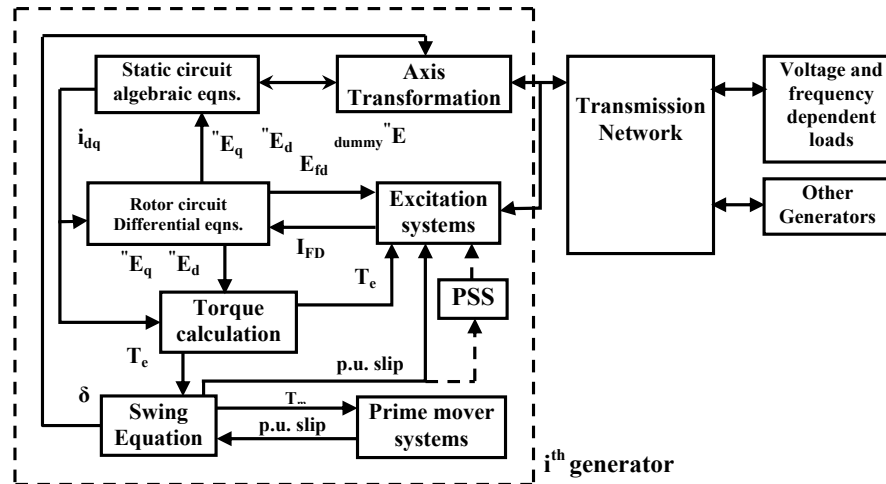 Static circuit
algebraic eqns.
Axis
Transformation
Transmission
Network
Voltage and
frequency
dependent
loads
i_dq
"E_q "E_d dummy"E
E_fd
Rotor circuit
Differential eqns.
Excitation
systems
Other
Generators
I_FD
"E_q "E_d
T_e
PSS
Torque
calculation
T_e
p.u. slip
δ
Swing
Equation
T...
p.u. slip
Prime mover
systems
i^th generator